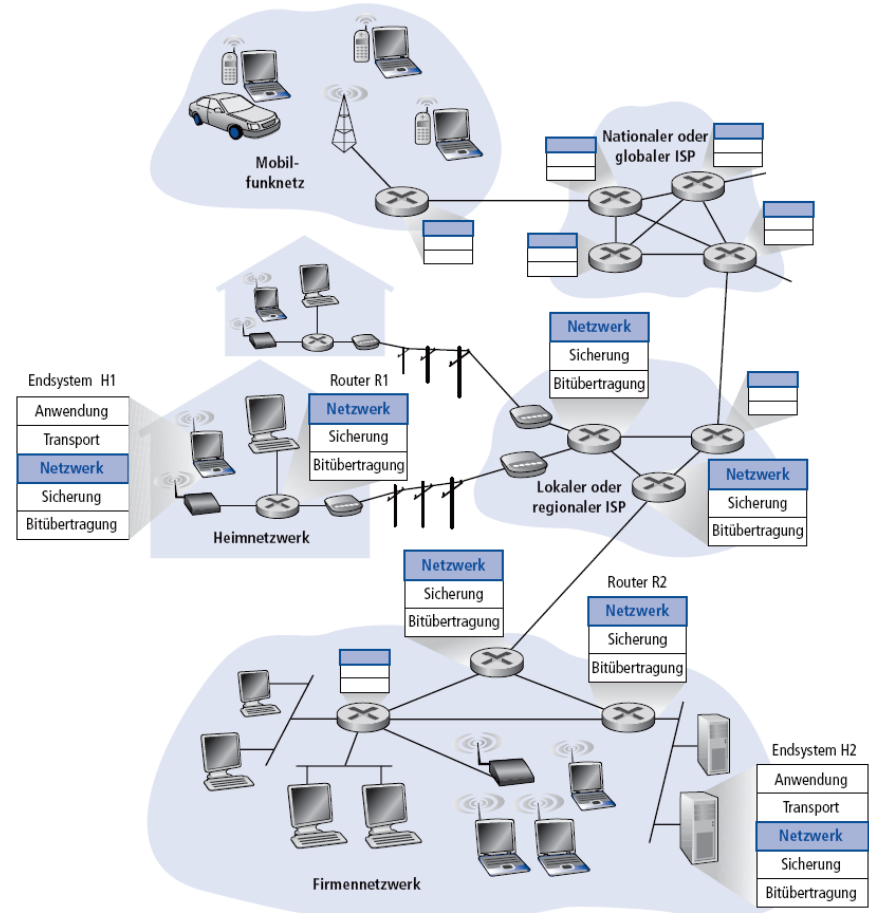 Mobil-
funknetz
Nationaler oder
globaler ISP
Netzwerk
Sicherung
Bitübertragung
Endsystem H1
Anwendung
Transport
Netzwerk
Sicherung
Bitübertragung
Router R1
Netzwerk
Sicherung
Bitübertragung
Heimnetzwerk
Lokaler oder
regionaler ISP
Netzwerk
Sicherung
Bitübertragung
Netzwerk
Sicherung
Bitübertragung
Router R2
Netzwerk
Sicherung
Bitübertragung
Endsystem H2
Anwendung
Transport
Netzwerk
Sicherung
Bitübertragung
Firmennetzwerk